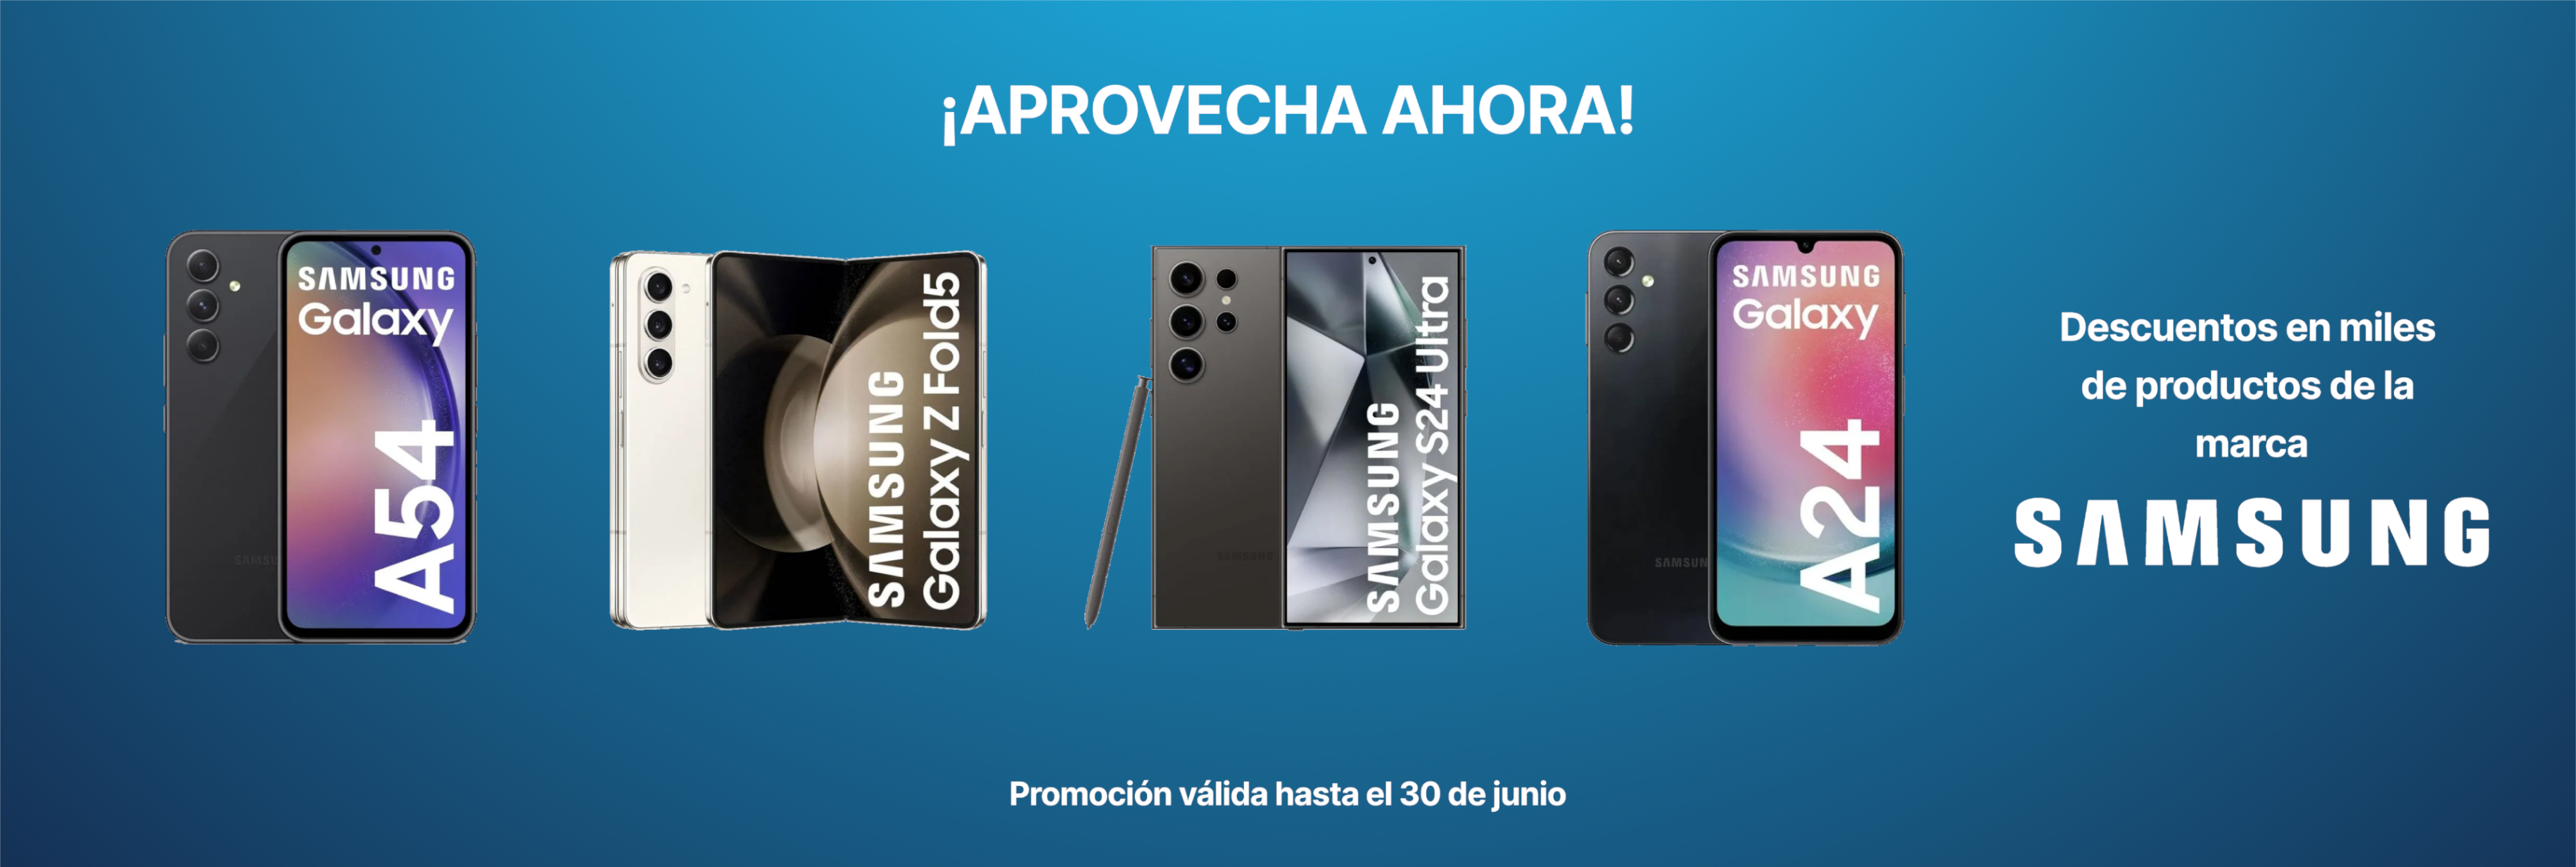 ¡APROVECHA AHORA!
SAMSUNG
Galaxy
A54
SAMSUNG
Galaxy Z Fold5
SAMSUNG
SAMSUNG
Galaxy S24 Ultra
SAMSUNG
Galaxy
A24
Descuentos en miles
de productos de la
marca
SAMSUNG
Promoción válida hasta el 30 de junio